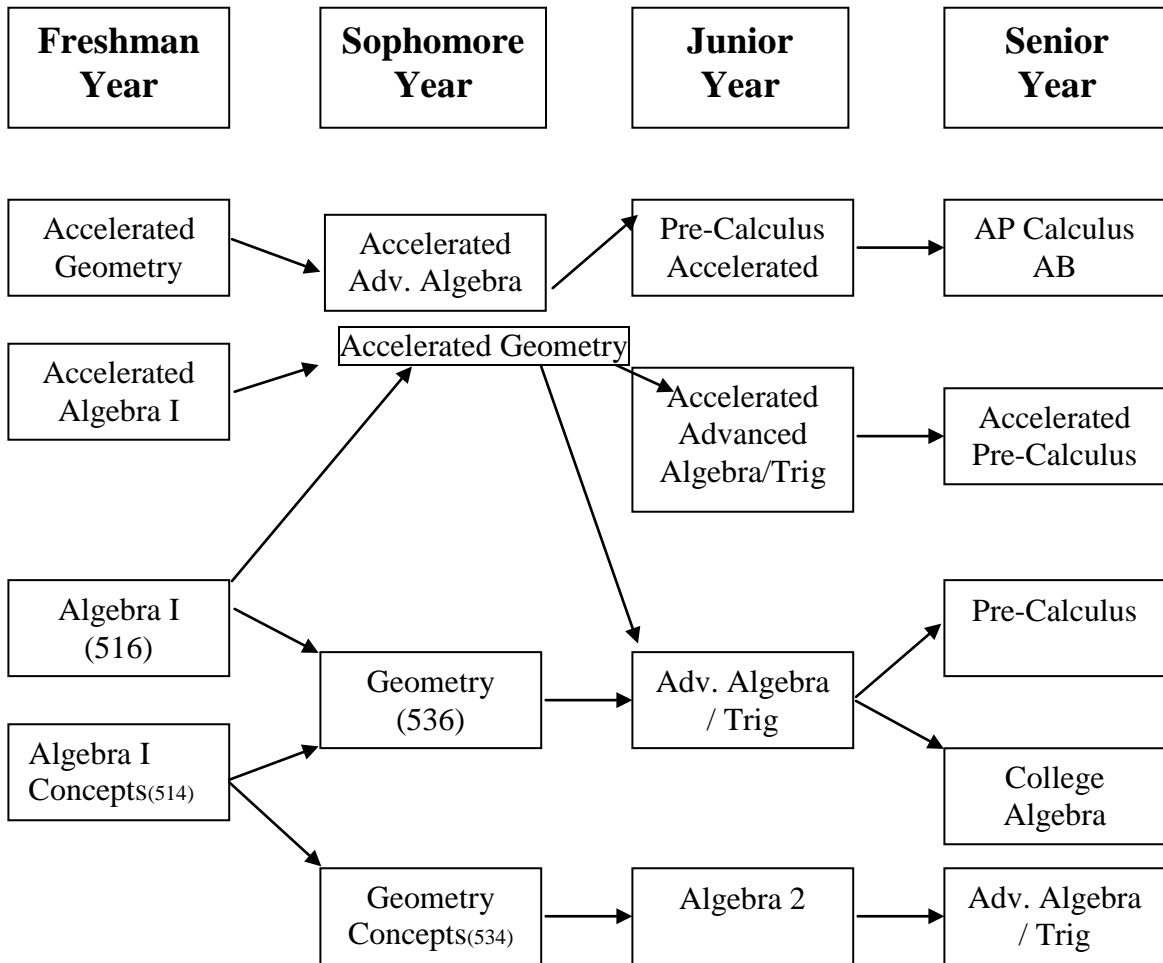 Freshman
Year
Sophomore
Year
Junior
Year
Senior
Year
Accelerated
Geometry
Accelerated
Adv. Algebra
Pre-Calculus
Accelerated
AP Calculus
AB
Accelerated
Algebra I
Accelerated Geometry
Accelerated
Advanced
Algebra/Trig
Accelerated
Pre-Calculus
Algebra I
(516)
Geometry
(536)
Adv. Algebra
/ Trig
Pre-Calculus
Algebra I
Concepts(514)
College
Algebra
Geometry
Concepts(534)
Algebra 2
Adv. Algebra
/ Trig